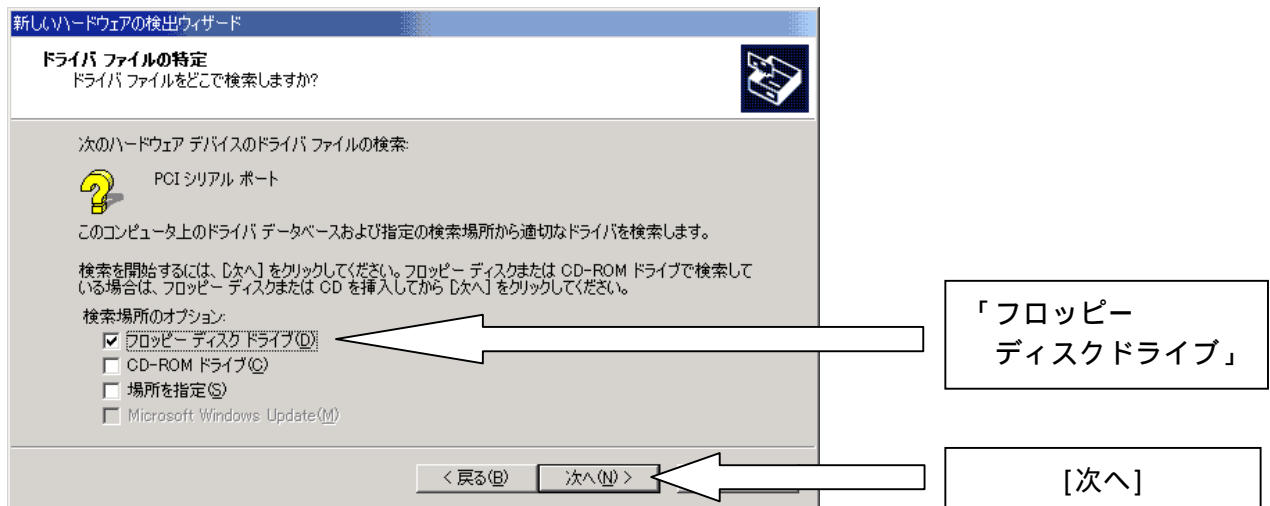 新しいハードウェアの検出ウィザード
ドライバ ファイルの特定
ドライバ ファイルをどこで検索しますか?
次のハードウェア デバイスのドライバ ファイルの検索:
PCI シリアル ポート
このコンピュータ上のドライバ データベースおよび指定の検索場所から適切なドライバを検索します。
検索を開始するには、[次へ] をクリックしてください。フロッピー ディスクまたは CD-ROM ドライブで検索して
いる場合は、フロッピー ディスクまたは CD を挿入してから [次へ] をクリックしてください。
検索場所のオプション:
フロッピー ディスク ドライブ(D)
CD-ROM ドライブ(C)
場所を指定(S)
Microsoft Windows Update(M)
< 戻る(B)
次へ(N) >
「フロッピー
ディスクドライブ」
[次へ]